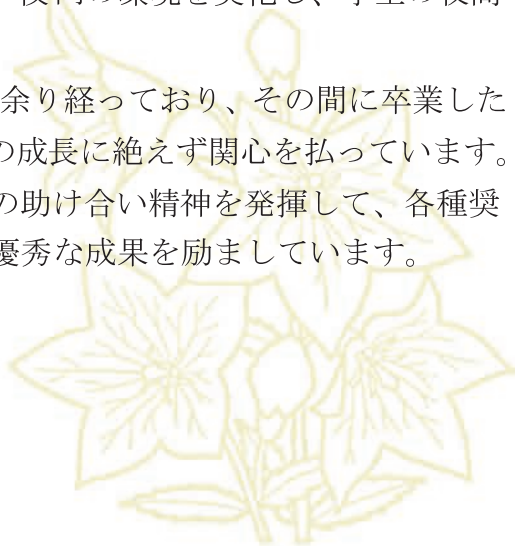 余り経っており、その間に卒業した
の成長に絶えず関心を払っています。
の助け合い精神を発揮して、各種奨
優秀な成果を励ましています。